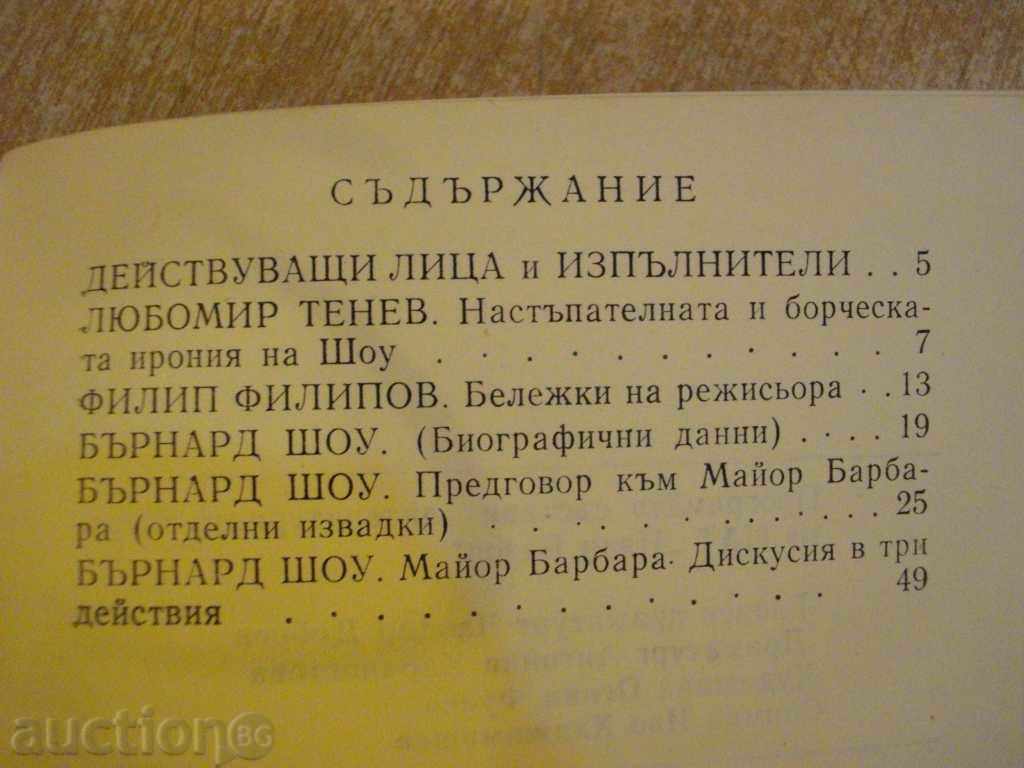 СЪДЪРЖАНИЕ
ДЕЙСТВУВАЩИ ЛИЦА и ИЗПЪЛНИТЕЛИ . . 5
ЛЮБОМИР ТЕНЕВ. Настъпателната и борческа-
та ирония на Шоу . . . . . . . . . . . 7
ФИЛИП ФИЛИПОВ. Бележки на режисьора . . 13
БЪРНАРД ШОУ. (Биографични данни) . . . . 19
БЪРНАРД ШОУ. Предговор към Майор Барба-
ра (отделни извадки) . . . . . . . . . . . . 25
БЪРНАРД ШОУ. Майор Барбара. Дискусия в три
действия . . . . . . . . . . . . . 49
auction BG